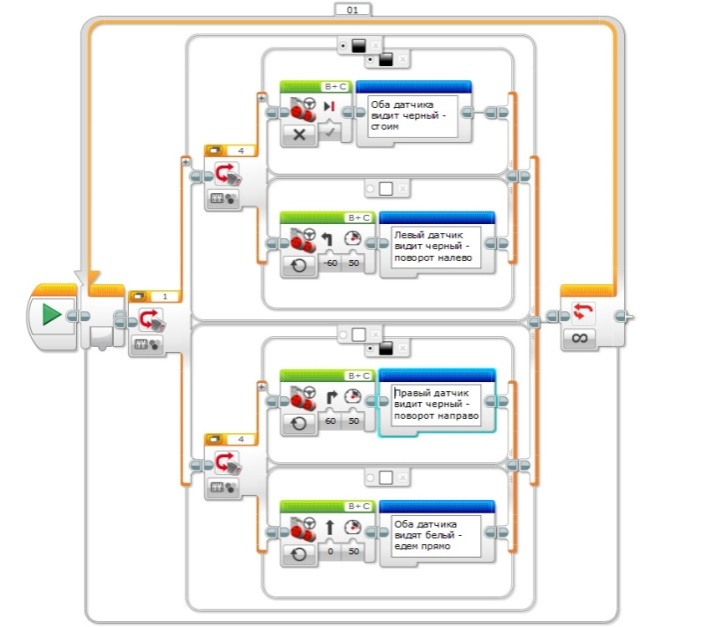 01
B+C
Оба датчика
видит черный -
стоим
4
B+C
-60 50
Левый датчик
видит черный -
поворот налево
1
B+C
60 50
Правый датчик
видит черный -
поворот направо
4
B+C
0 50
Оба датчика
видят белый -
едем прямо